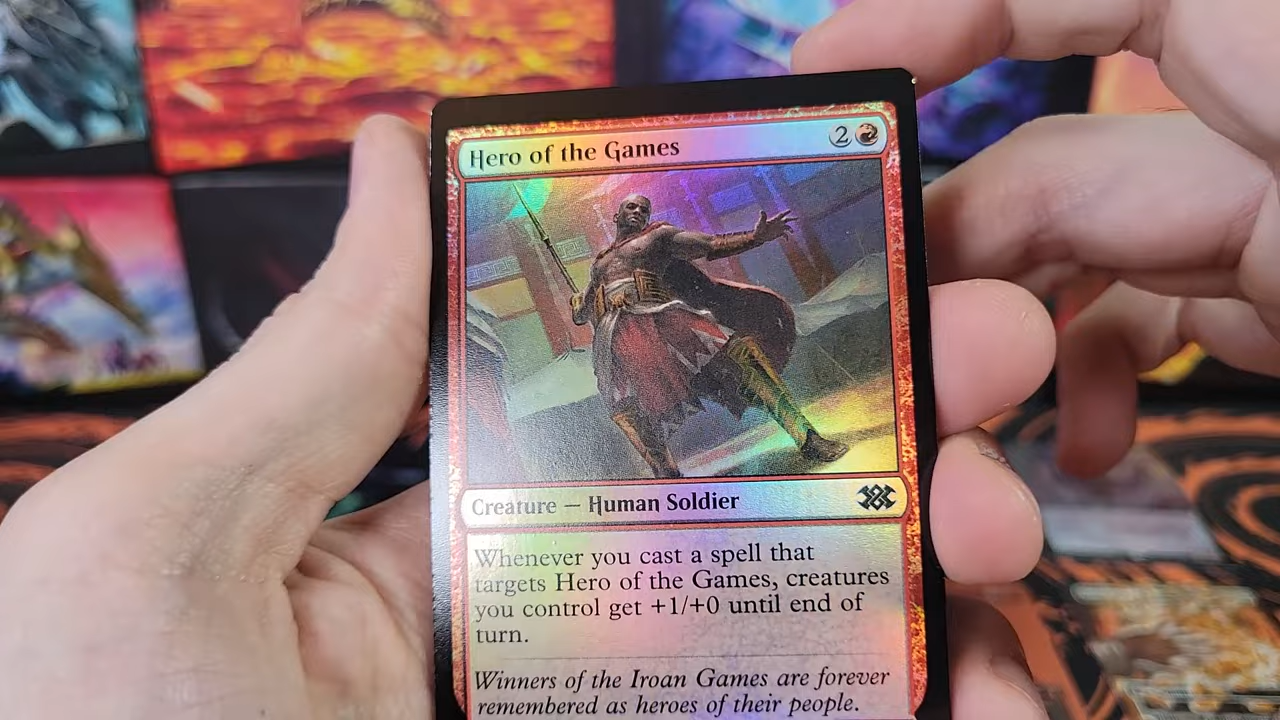 Hero of the Games 2
Creature — Human Soldier
Whenever you cast a spell that
targets Hero of the Games, creatures
you control get +1/+0 until end of
turn.
Winners of the Iroan Games are forever
remembered as heroes of their people.